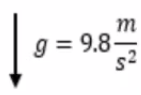 g = 9.8 m/s²